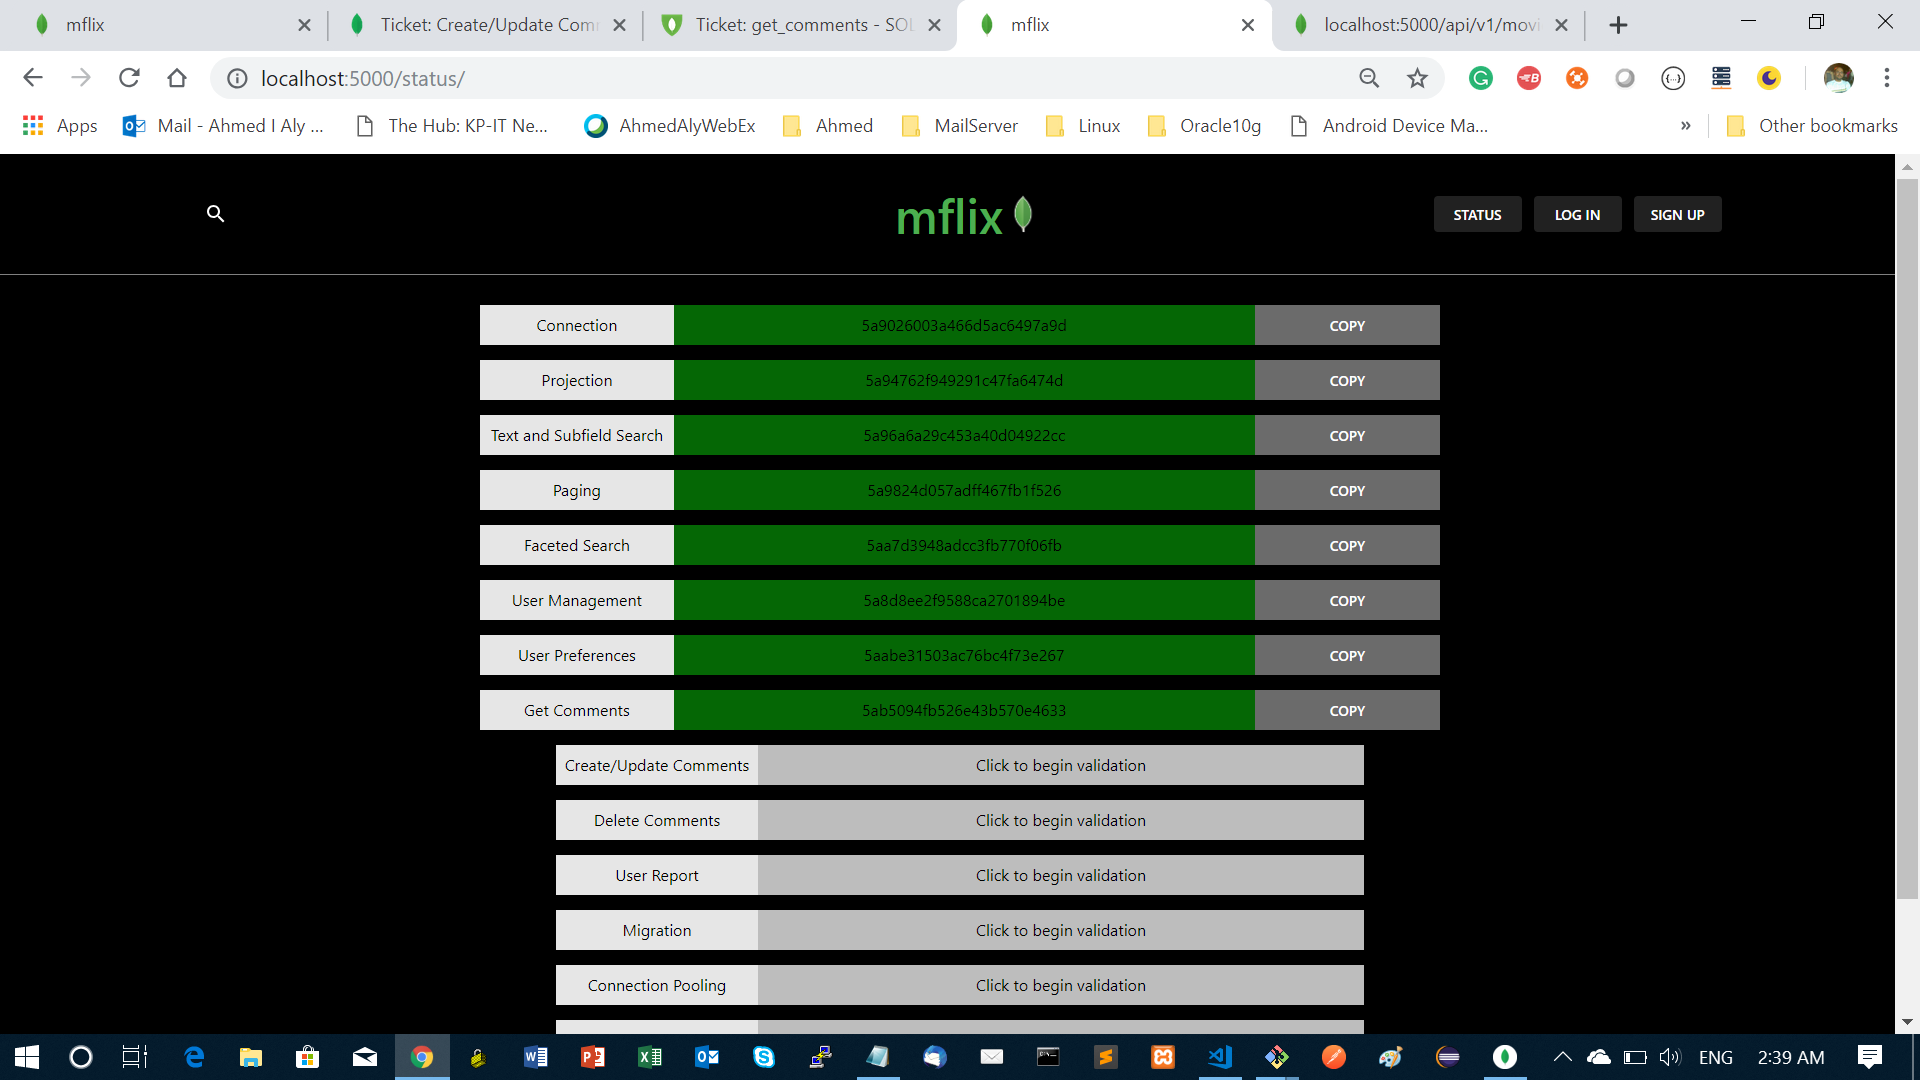 mflix
Ticket: Create/Update Com
Ticket: get_comments - SOL
mflix
localhost:5000/api/v1/movi
localhost:5000/status/
Apps
Mail - Ahmed I Aly ...
The Hub: KP-IT Ne...
AhmedAlyWebEx
Ahmed
MailServer
Linux
Oracle10g
Android Device Ma...
»
Other bookmarks
mflix
STATUS
LOG IN
SIGN UP
Connection 5a9026003a466d5ac6497a9d COPY
Projection 5a94762f949291c47fa6474d COPY
Text and Subfield Search 5a96a6a29c453a40d04922cc COPY
Paging 5a9824d057adff467fb1f526 COPY
Faceted Search 5aa7d3948adcc3fb770f06fb COPY
User Management 5a8d8ee2f9588ca2701894be COPY
User Preferences 5aabe31503ac76bc4f73e267 COPY
Get Comments 5ab5094fb526e43b570e4633 COPY
Create/Update Comments Click to begin validation
Delete Comments Click to begin validation
User Report Click to begin validation
Migration Click to begin validation
Connection Pooling Click to begin validation
ENG
2:39 AM